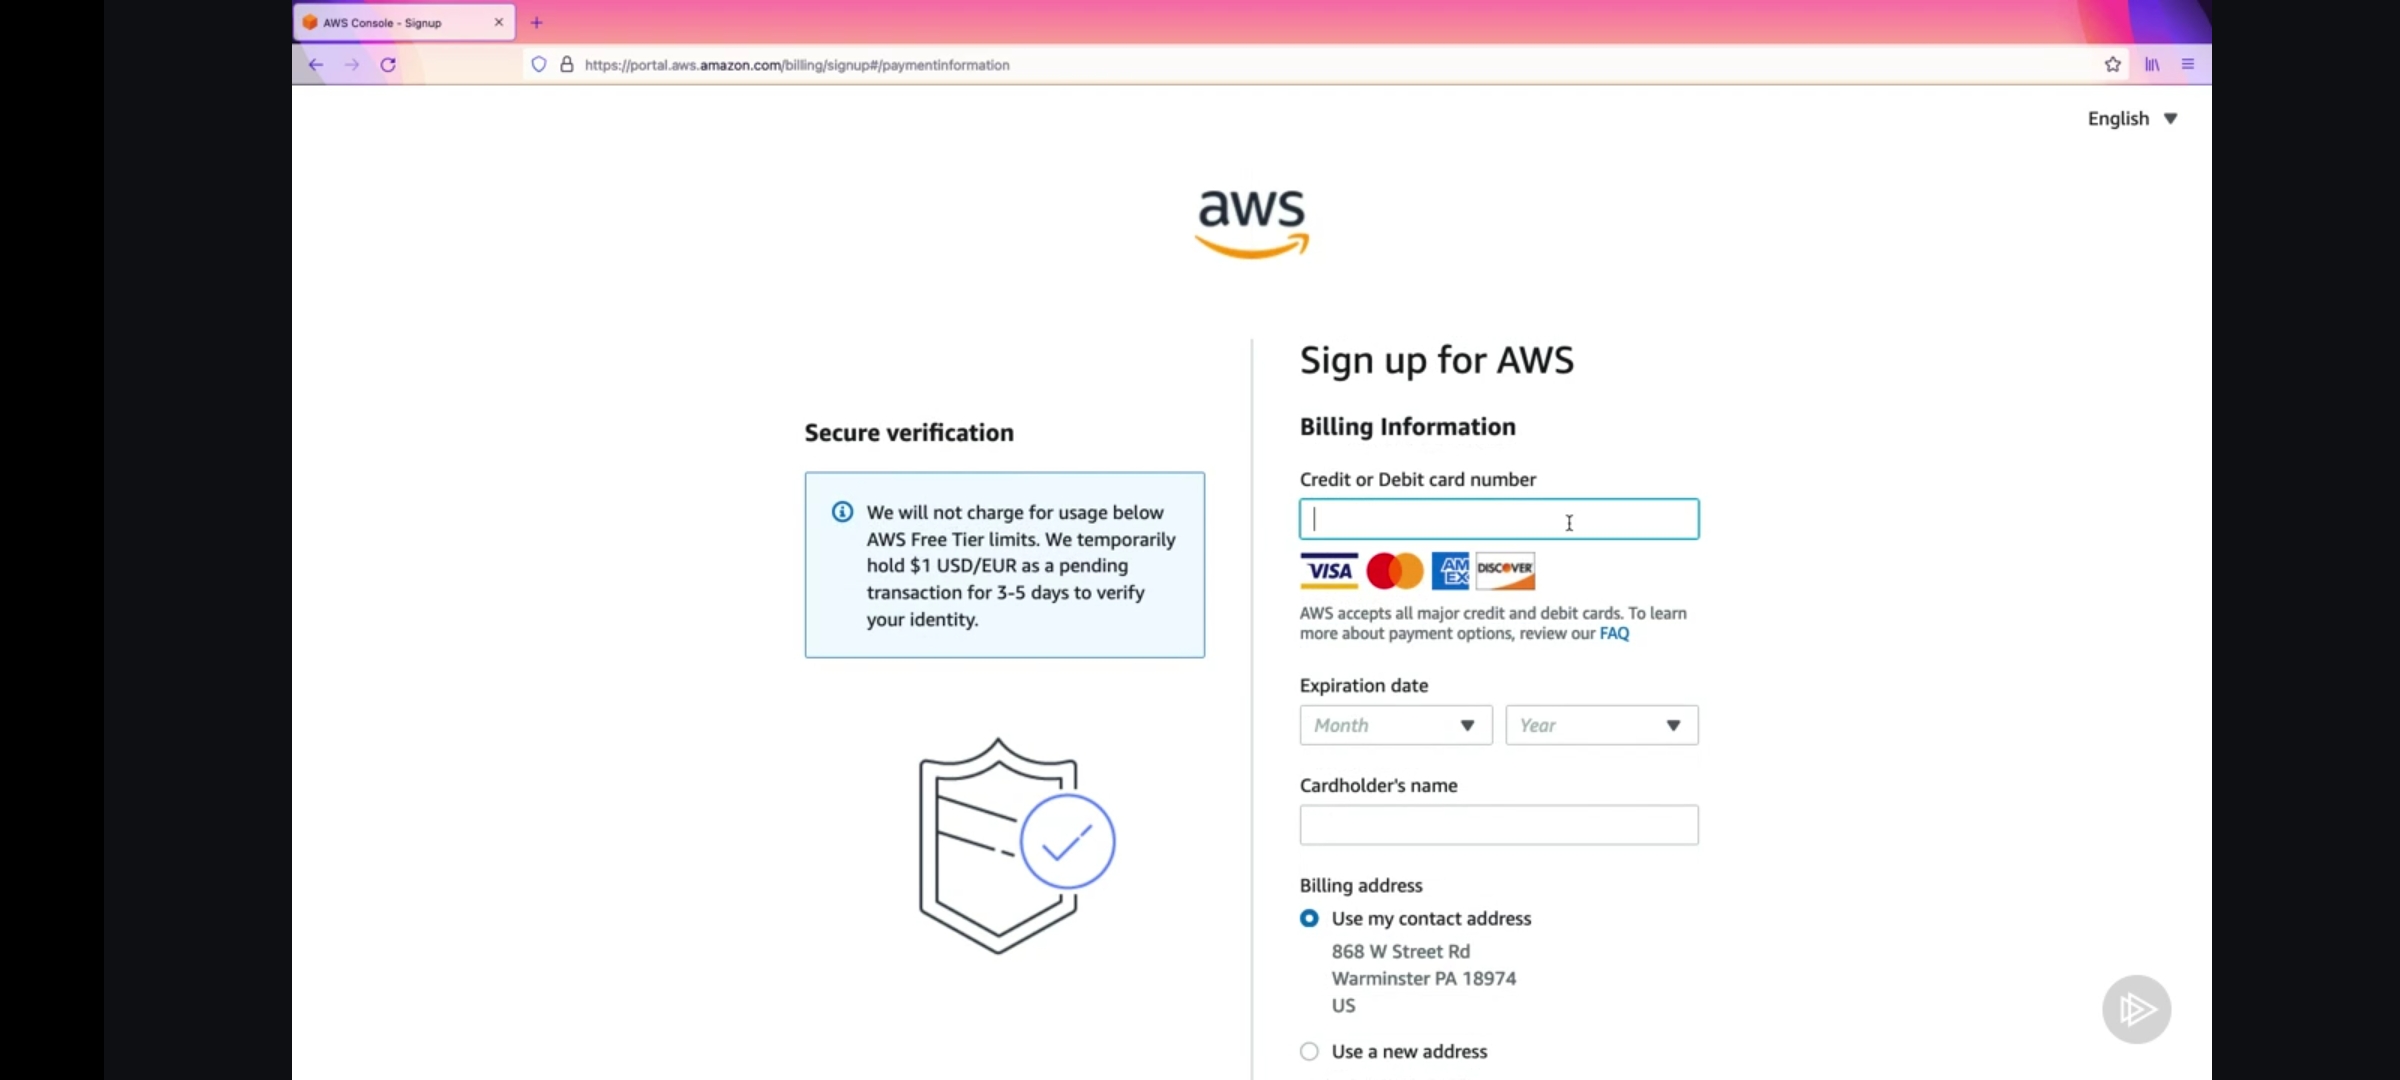 AWS Console - Signup
https://portal.aws.amazon.com/billing/signup#/paymentinformation
English
aws
Sign up for AWS
Secure verification
We will not charge for usage below
AWS Free Tier limits. We temporarily
hold $1 USD/EUR as a pending
transaction for 3-5 days to verify
your identity.
Billing Information
Credit or Debit card number
VISA
AM
EX
DISCOVER
AWS accepts all major credit and debit cards. To learn
more about payment options, review our FAQ
Expiration date
Month
Year
Cardholder's name
Billing address
Use my contact address
868 W Street Rd
Warminster PA 18974
US
Use a new address